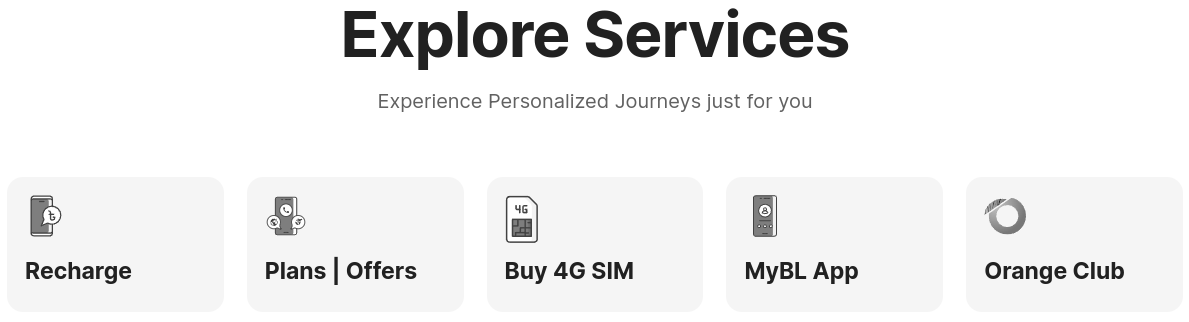 Explore Services
Experience Personalized Journeys just for you
৳
4G
Recharge
Plans | Offers
Buy 4G SIM
MyBL App
Orange Club